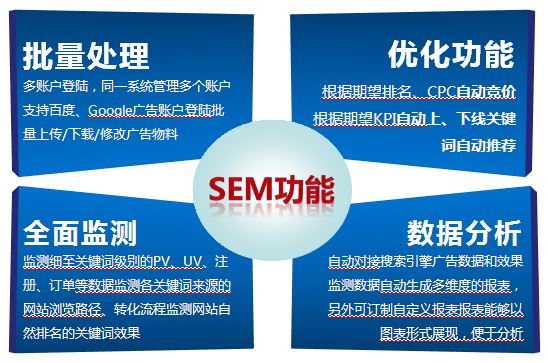 批量处理
多账户登陆，同一系统管理多个账户
支持百度、Google广告账户登陆批
量上传/下载/修改广告物料
优化功能
根据期望排名、CPC自动竞价
根据期望KPI自动上、下线关键
词自动推荐
SEM功能
全面监测
监测细至关键词级别的PV、UV、注
册、订单等数据监测各关键词来源的
网站浏览路径、转化流程监测网站自
然排名的关键词效果
数据分析
自动对接搜索引擎广告数据和效果
监测数据自动生成多维度的报表，
另外可订制自定义报表报表能够以
图表形式展现，便于分析